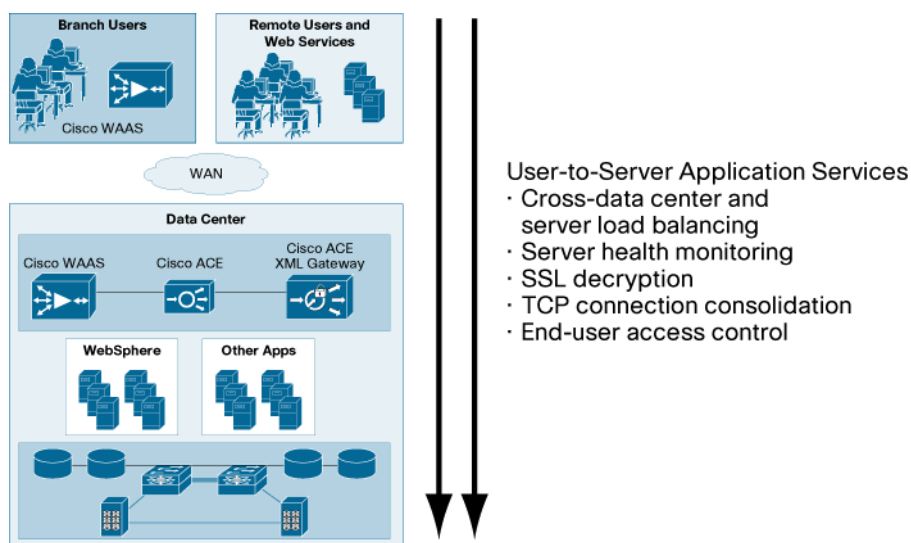 Branch Users
Cisco WAAS
Remote Users and
Web Services
WAN
Data Center
Cisco WAAS
Cisco ACE
Cisco ACE
XML Gateway
WebSphere
Other Apps
User-to-Server Application Services
· Cross-data center and
server load balancing
· Server health monitoring
· SSL decryption
· TCP connection consolidation
· End-user access control